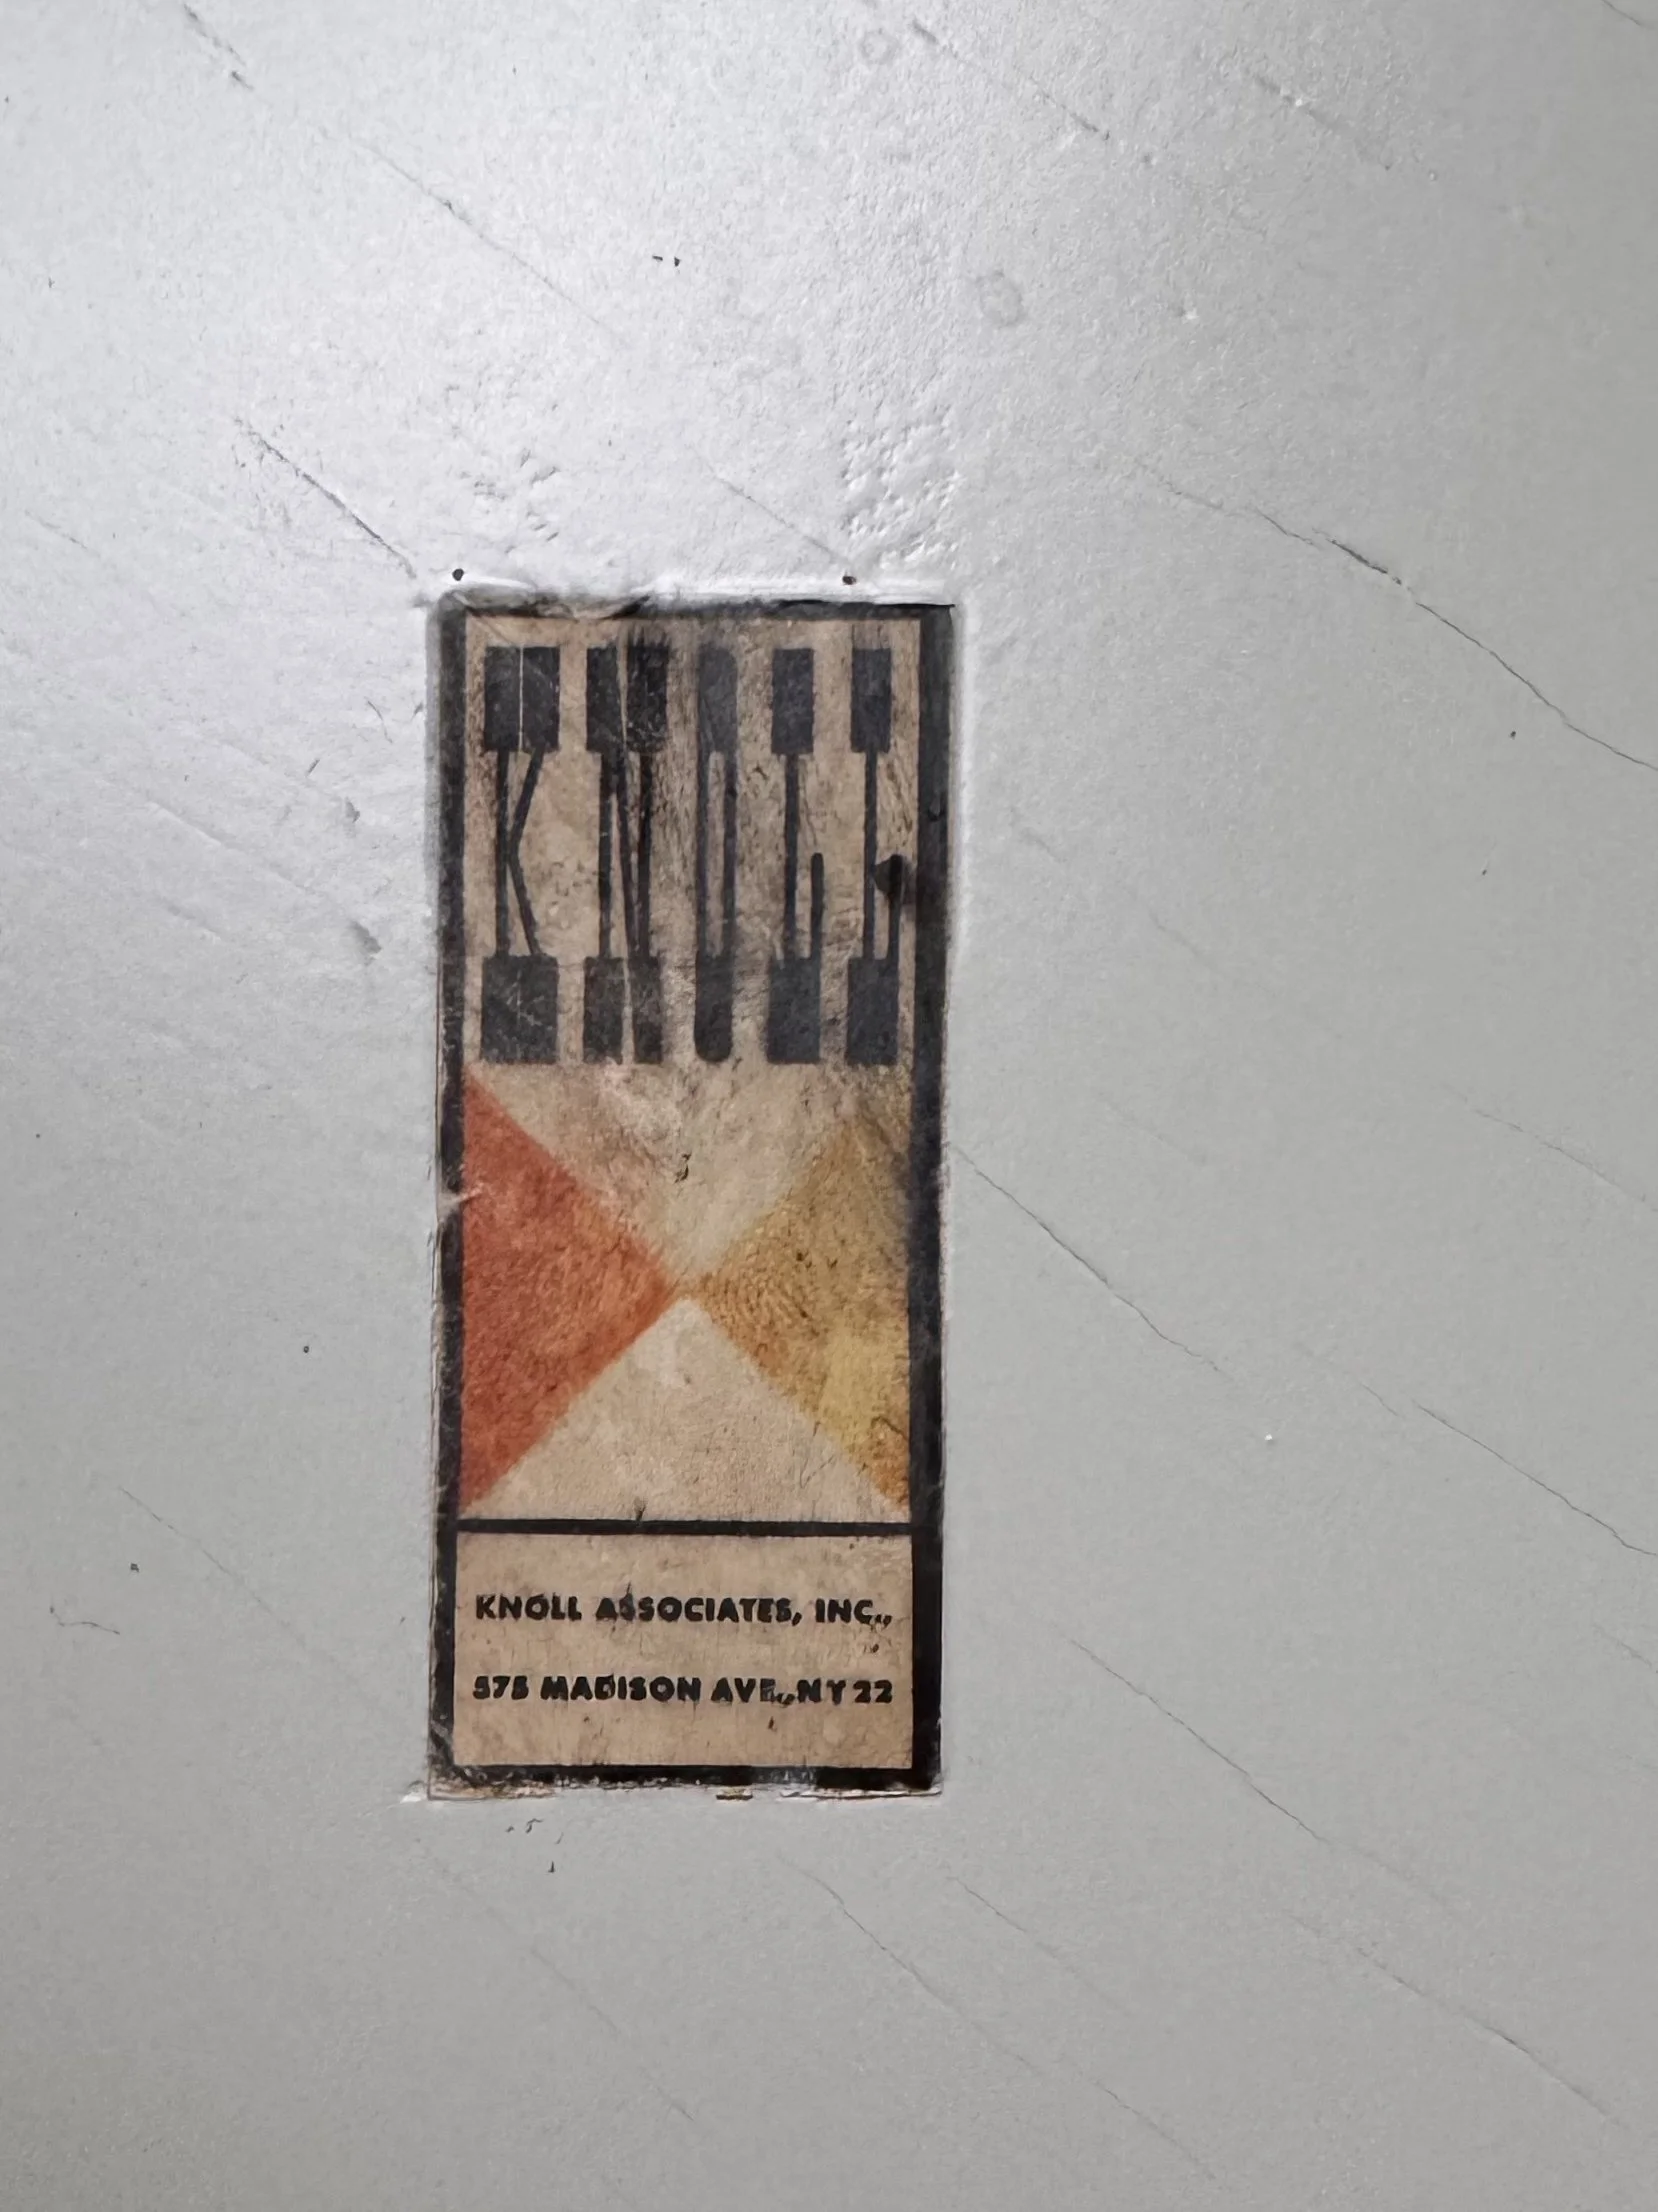 KNOLL
KNOLL ASSOCIATES, INC.,
575 MADISON AVE., NY 22